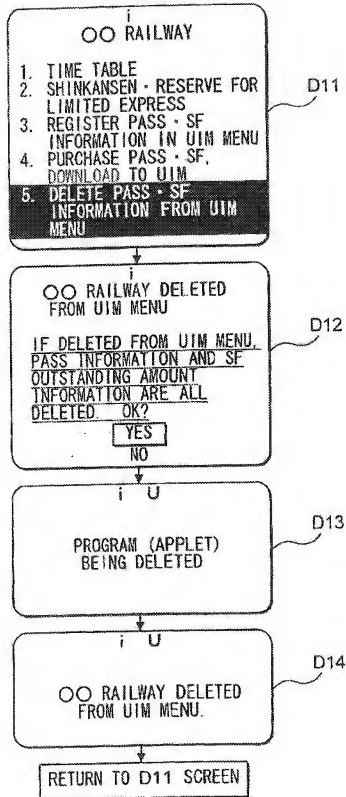 i
○○ RAILWAY
1. TIME TABLE
2. SHINKANSEN・RESERVE FOR
LIMITED EXPRESS
3. REGISTER PASS・SF
INFORMATION IN UIM MENU
4. PURCHASE PASS・SF,
DOWNLOAD TO UIM
5. DELETE PASS・SF
INFORMATION FROM UIM
MENU
D11
i
○○ RAILWAY DELETED
FROM UIM MENU
IF DELETED FROM UIM MENU,
PASS INFORMATION AND SF
OUTSTANDING AMOUNT
INFORMATION ARE ALL
DELETED. OK?
YES
NO
D12
i U
PROGRAM (APPLET)
BEING DELETED
D13
i U
○○ RAILWAY DELETED
FROM UIM MENU.
D14
RETURN TO D11 SCREEN